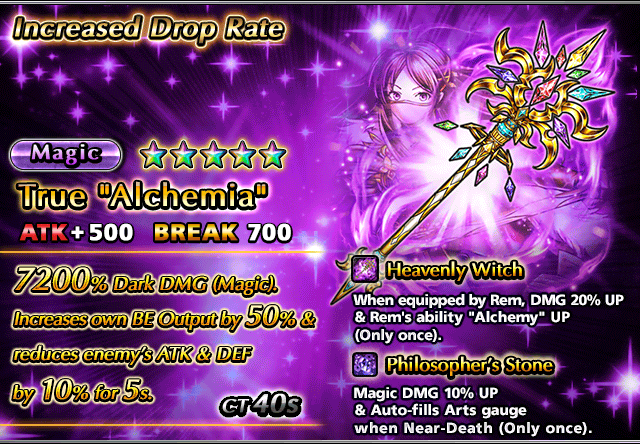 Increased Drop Rate
Magic
True "Alchemia"
ATK+500 BREAK 700
7200% Dark DMG (Magic).
Increases own BE Output by 50% &
reduces enemy's ATK & DEF
by 10% for 5s.
CT 40s
Heavenly Witch
When equipped by Rem, DMG 20% UP
& Rem's ability "Alchemy" UP
(Only once).
Philosopher's Stone
Magic DMG 10% UP
& Auto-fills Arts gauge
when Near-Death (Only once).